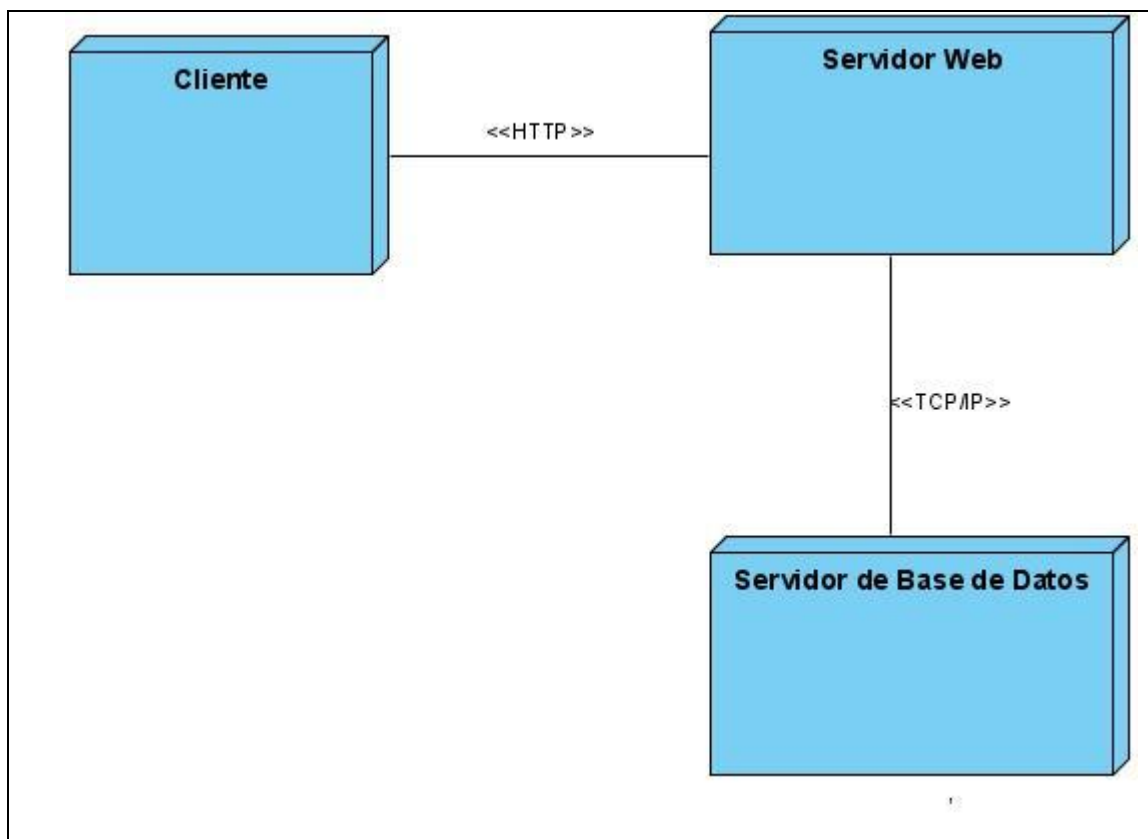 Cliente
Servidor Web
<<HTTP>>
<<TCP/IP>>
Servidor de Base de Datos